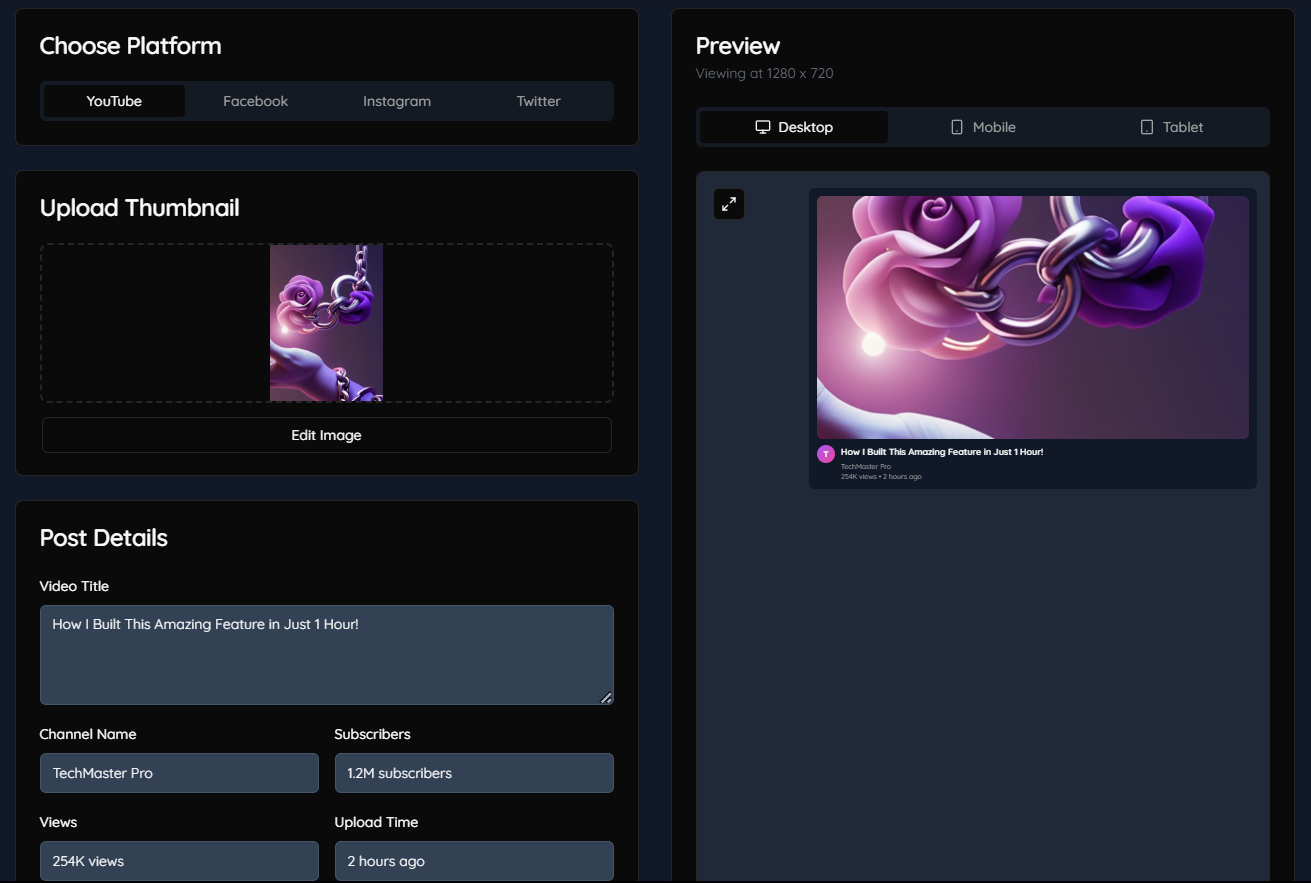 Choose Platform
YouTube Facebook Instagram Twitter
Upload Thumbnail
Edit Image
Post Details
Video Title
How I Built This Amazing Feature in Just 1 Hour!
Channel Name Subscribers
TechMaster Pro 1.2M subscribers
Views Upload Time
254K views 2 hours ago
Preview
Viewing at 1280 x 720
Desktop Mobile Tablet
T How I Built This Amazing Feature in Just 1 Hour!
TechMaster Pro
254K views • 2 hours ago